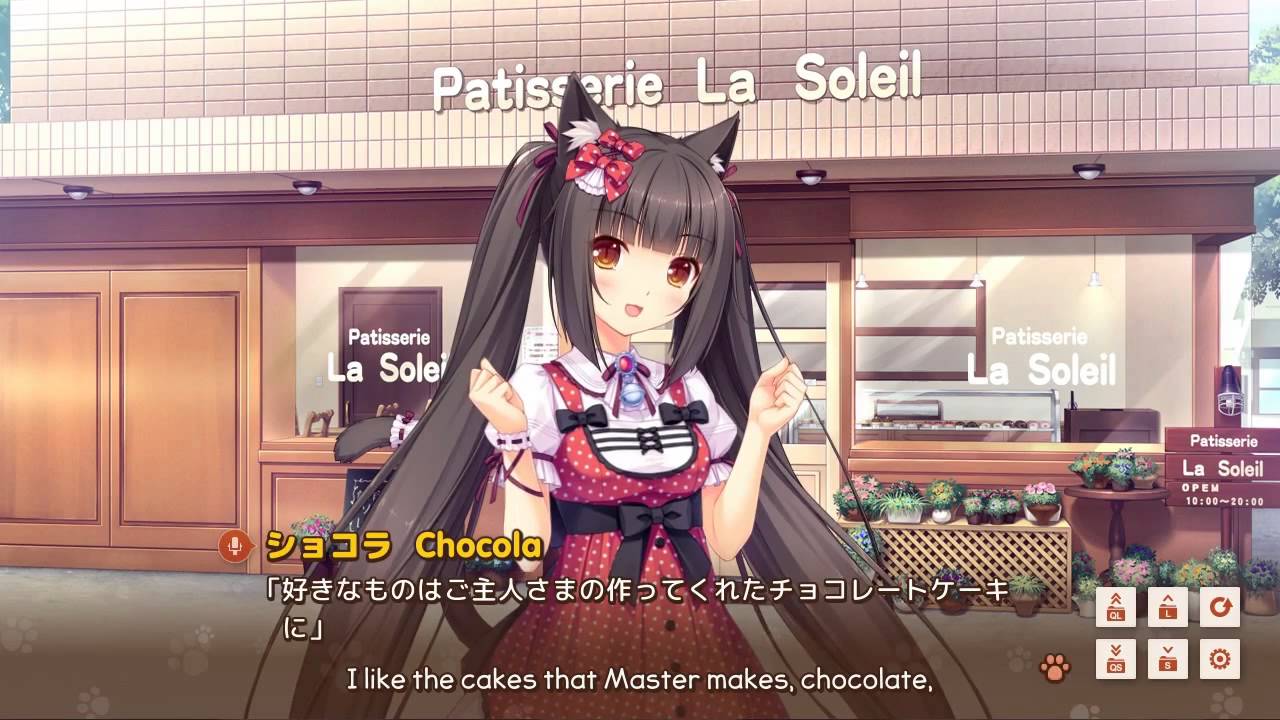 Patisserie La Soleil
Patisserie
La Solei
Patisserie
La Soleil
Patisserie
La Soleil
OPEN
10:00~20:00
ショコラ Chocola
「好きなものはご主人さまの作ってくれたチョコレートケーキ
に」
I like the cakes that Master makes, chocolate,
QL
L
QS
S